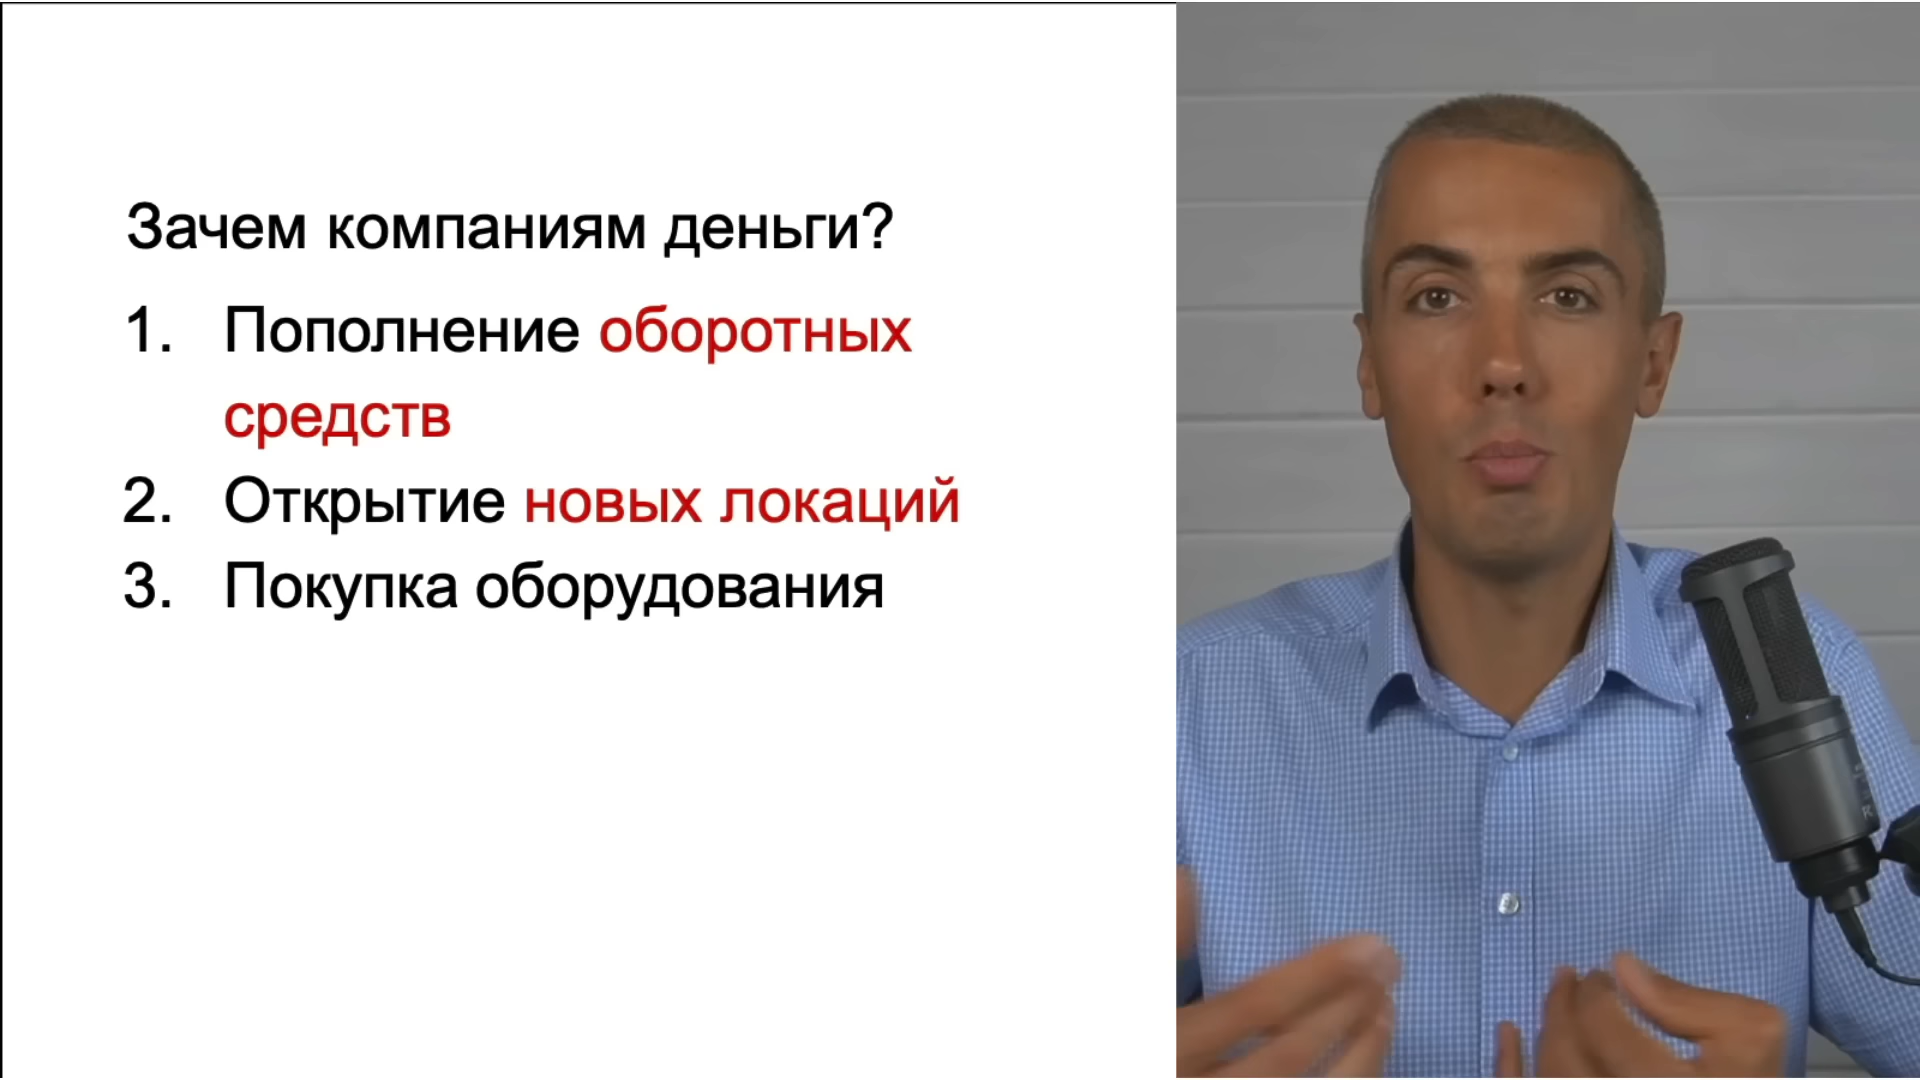 Зачем компаниям деньги?
1. Пополнение оборотных
средств
2. Открытие новых локаций
3. Покупка оборудования